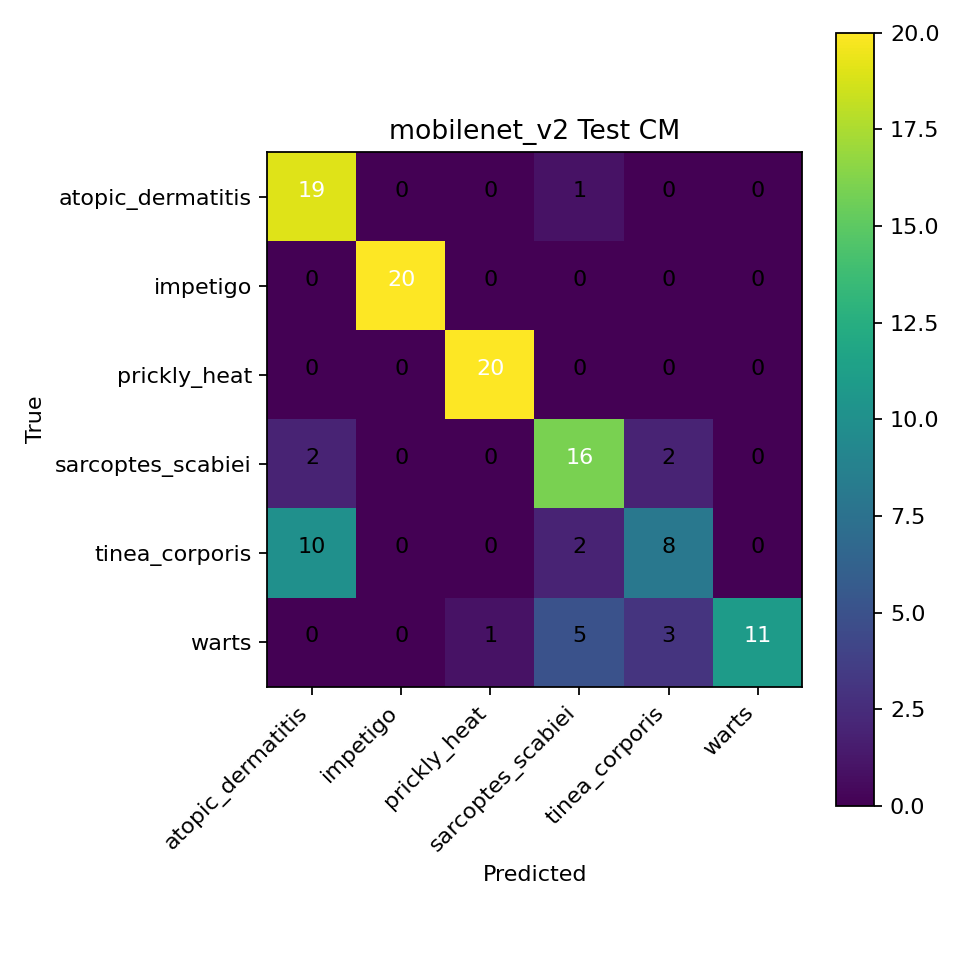 mobilenet_v2 Test CM
20.0
17.5
15.0
12.5
10.0
7.5
5.0
2.5
0.0
True
atopic_dermatitis 19 0 0 1 0 0
impetigo 0 20 0 0 0 0
prickly_heat 0 0 20 0 0 0
sarcoptes_scabiei 2 0 0 16 2 0
tinea_corporis 10 0 0 2 8 0
warts 0 0 1 5 3 11
atopic_dermatitis
impetigo
prickly_heat
sarcoptes_scabiei
tinea_corporis
warts
Predicted